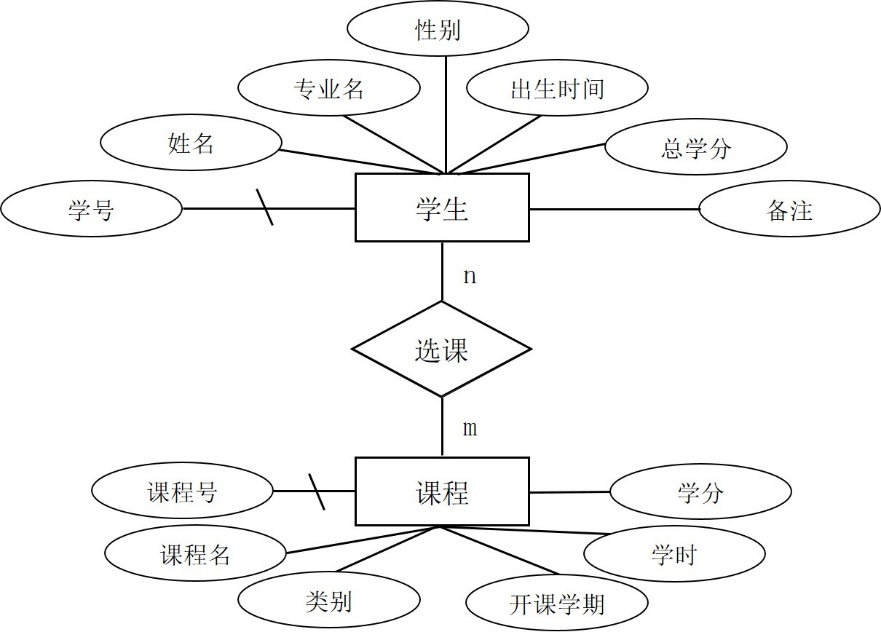 性别
专业名
出生时间
姓名
总学分
学号
学生
备注
n
选课
m
课程号
课程
学分
课程名
学时
类别
开课学期